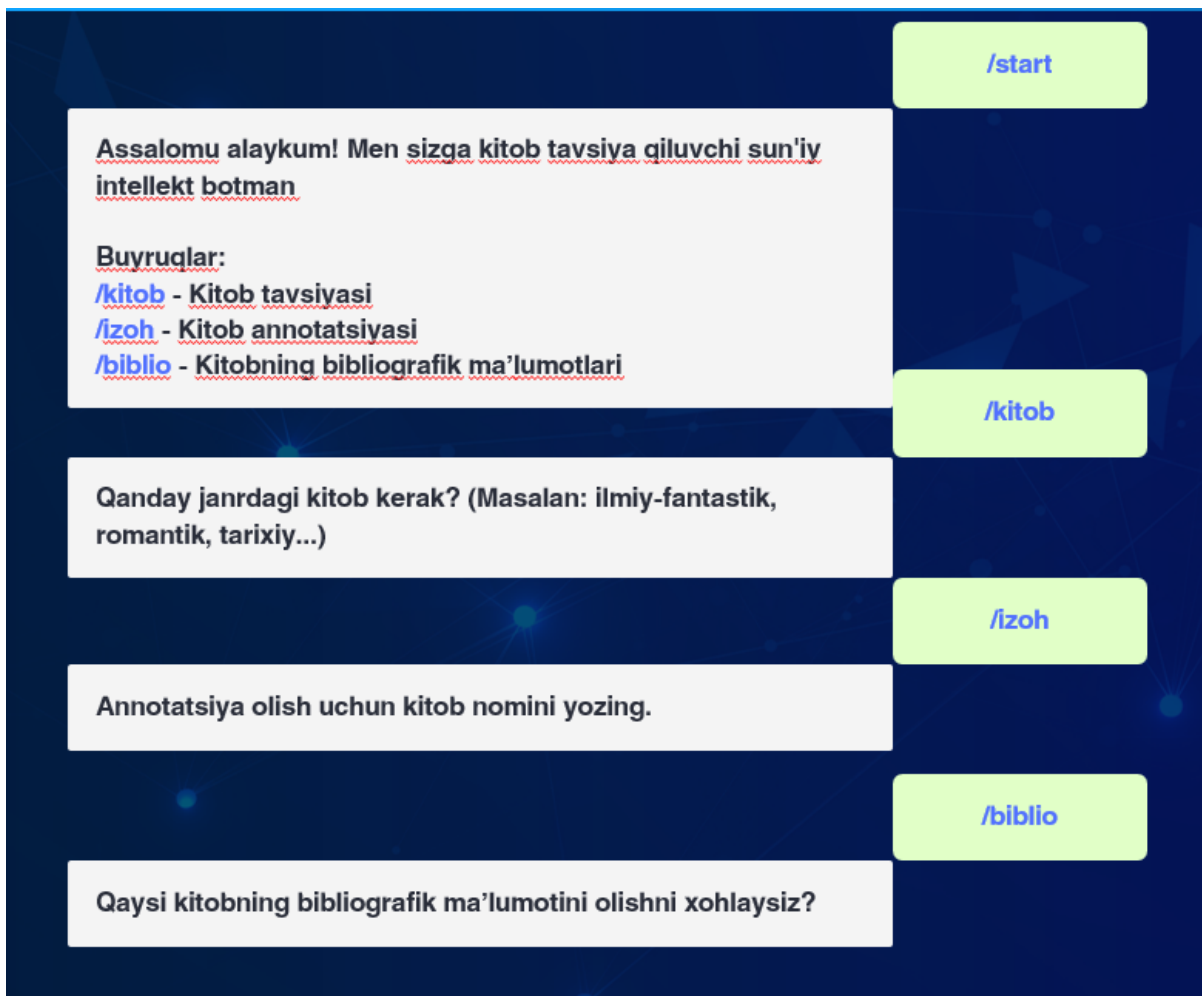 /start
Assalomu alaykum! Men sizga kitob tavsiya qiluvchi sun'iy
intellekt botman
Buyruqlar:
/kitob - Kitob tavsiyasi
/izoh - Kitob annotatsiyasi
/biblio - Kitobning bibliografik ma’lumotlari
/kitob
Qanday janrdagi kitob kerak? (Masalan: ilmiy-fantastik,
romantik, tarixiy...)
/izoh
Annotatsiya olish uchun kitob nomini yozing.
/biblio
Qaysi kitobning bibliografik ma’lumotini olishni xohlaysiz?